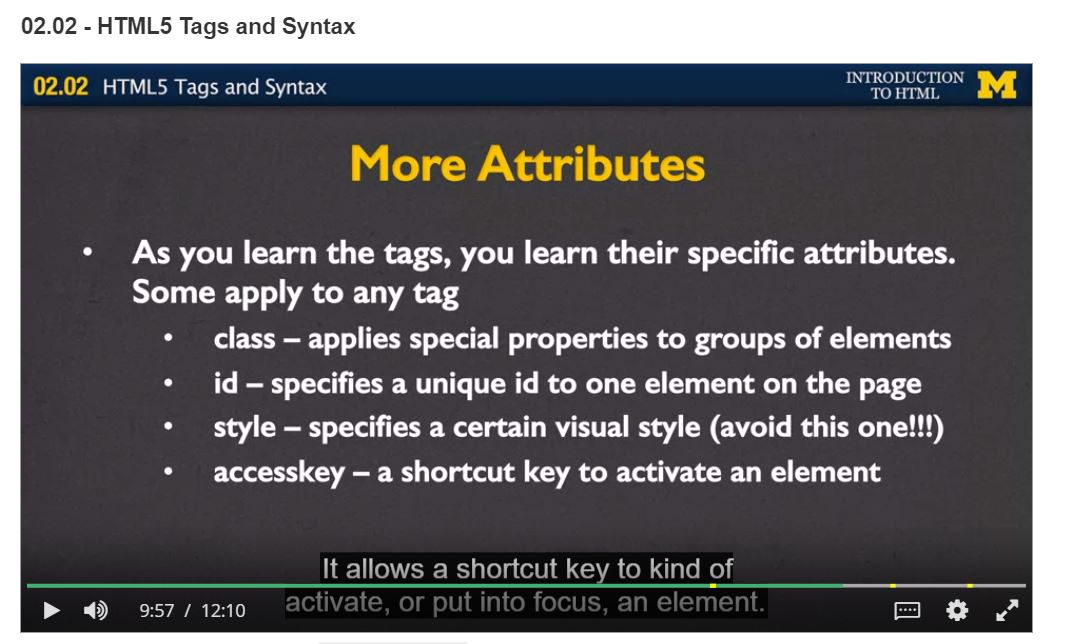 02.02 - HTML5 Tags and Syntax
02.02 HTML5 Tags and Syntax
INTRODUCTION
TO HTML
M
More Attributes
• As you learn the tags, you learn their specific attributes.
Some apply to any tag
• class – applies special properties to groups of elements
• id – specifies a unique id to one element on the page
• style – specifies a certain visual style (avoid this one!!!)
• accesskey – a shortcut key to activate an element
It allows a shortcut key to kind of
activate, or put into focus, an element.
9:57 / 12:10